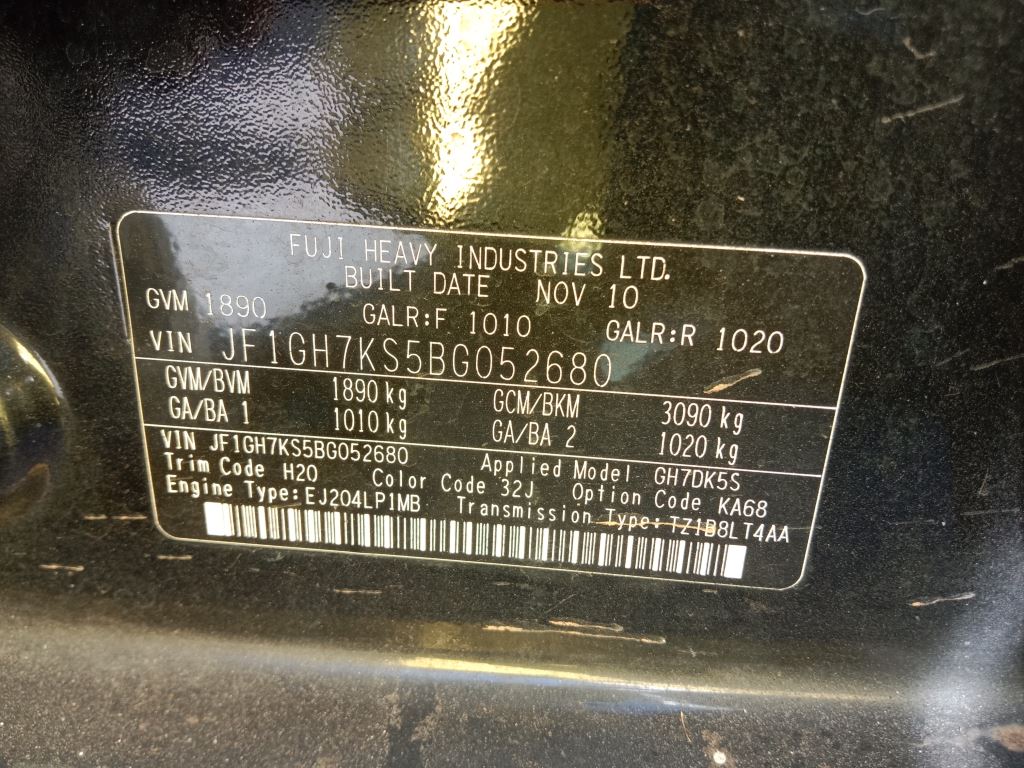 FUJI HEAVY INDUSTRIES LTD.
BUILT DATE NOV 10
GVM 1890 GALR:F 1010 GALR:R 1020
VIN JF1GH7KS5BG052680
GVM/BVM 1890 kg GCM/BKM 3090 kg
GA/BA 1 1010 kg GA/BA 2 1020 kg
VIN JF1GH7KS5BG052680 Applied Model GH7DK5S
Trim Code H20 Color Code 32J Option Code KA68
Engine Type: EJ204LP1MB Transmission Type: TZ1B8LT4AA